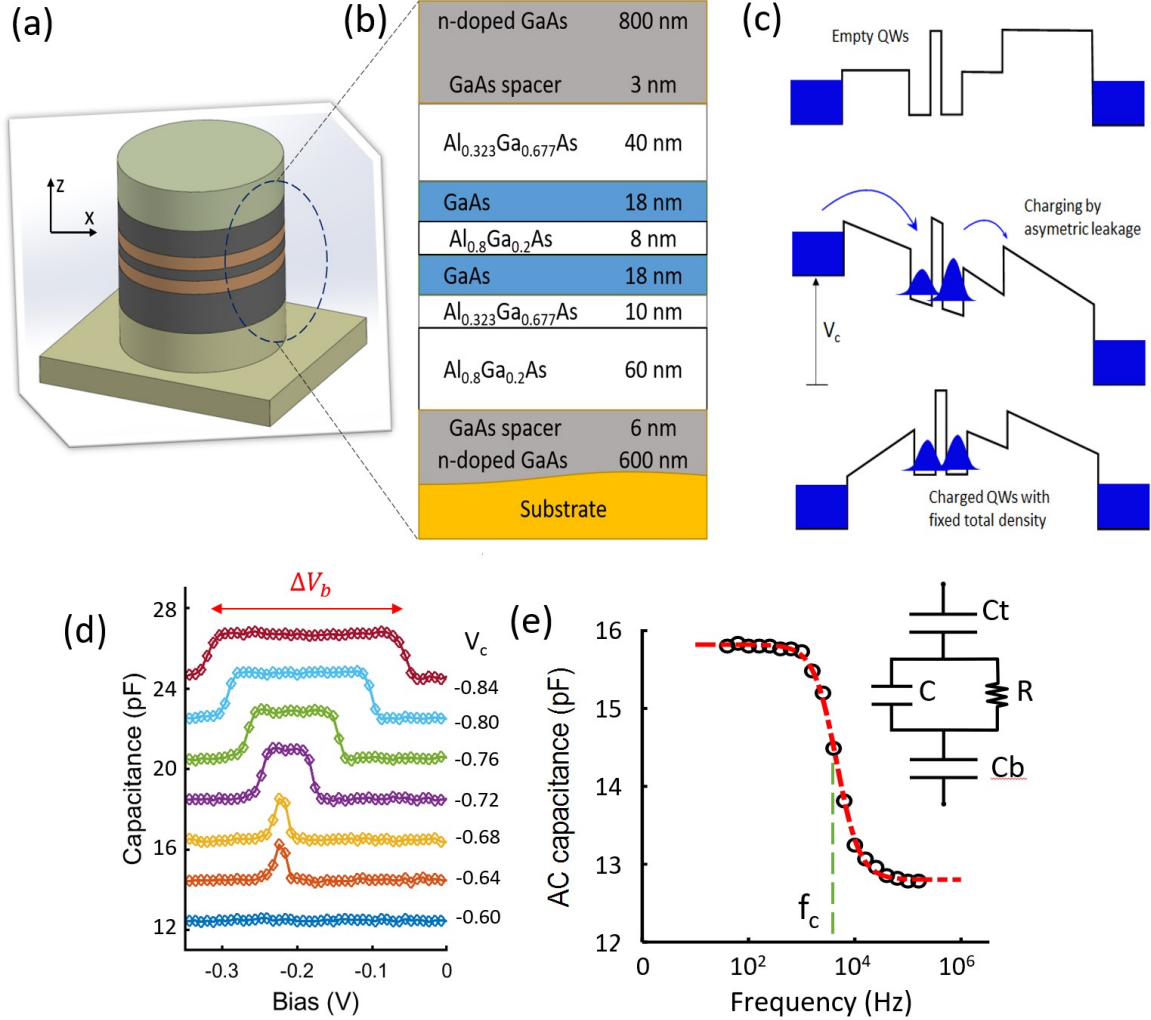 (a)
z
x
(b)
n-doped GaAs 800 nm
GaAs spacer 3 nm
Al0.323Ga0.677As 40 nm
GaAs 18 nm
Al0.8Ga0.2As 8 nm
GaAs 18 nm
Al0.323Ga0.677As 10 nm
Al0.8Ga0.2As 60 nm
GaAs spacer 6 nm
n-doped GaAs 600 nm
Substrate
(c)
Empty QWs
Charging by
asymetric leakage
Vc
Charged QWs with
fixed total density
(d)
ΔVb
28
24
20
16
12
Capacitance (pF)
Vc
-0.84
-0.80
-0.76
-0.72
-0.68
-0.64
-0.60
-0.3 -0.2 -0.1 0
Bias (V)
(e)
16
15
14
13
12
AC capacitance (pF)
fc
Ct
C
R
Cb
0 10² 10⁴ 10⁶
Frequency (Hz)